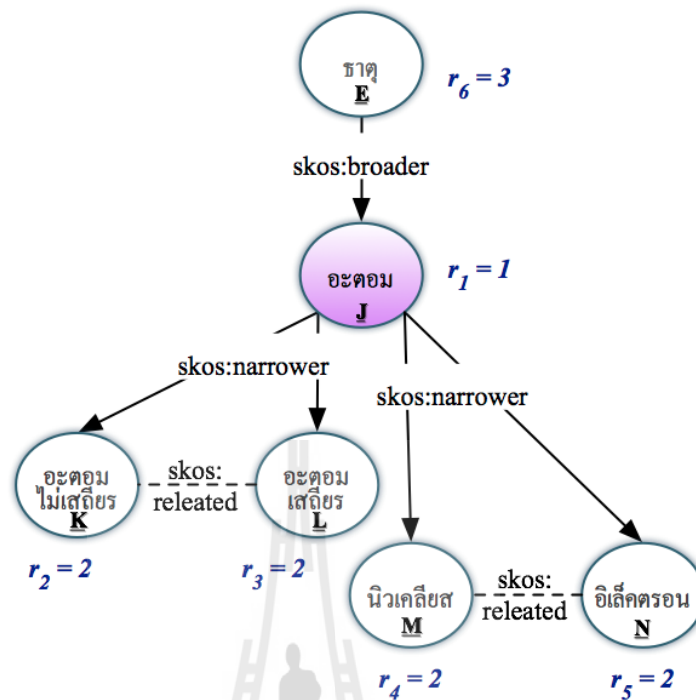 ธาตุ
E
r6 = 3
skos:broader
อะตอม
J
r1 = 1
skos:narrower
skos:narrower
อะตอม
ไม่เสถียร
K
skos:
releated
อะตอม
เสถียร
L
r2 = 2
r3 = 2
นิวเคลียส
M
skos:
releated
อิเล็คตรอน
N
r4 = 2
r5 = 2